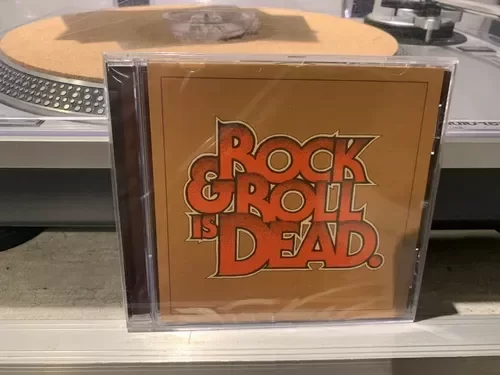 ROCK
& ROLL
IS DEAD.